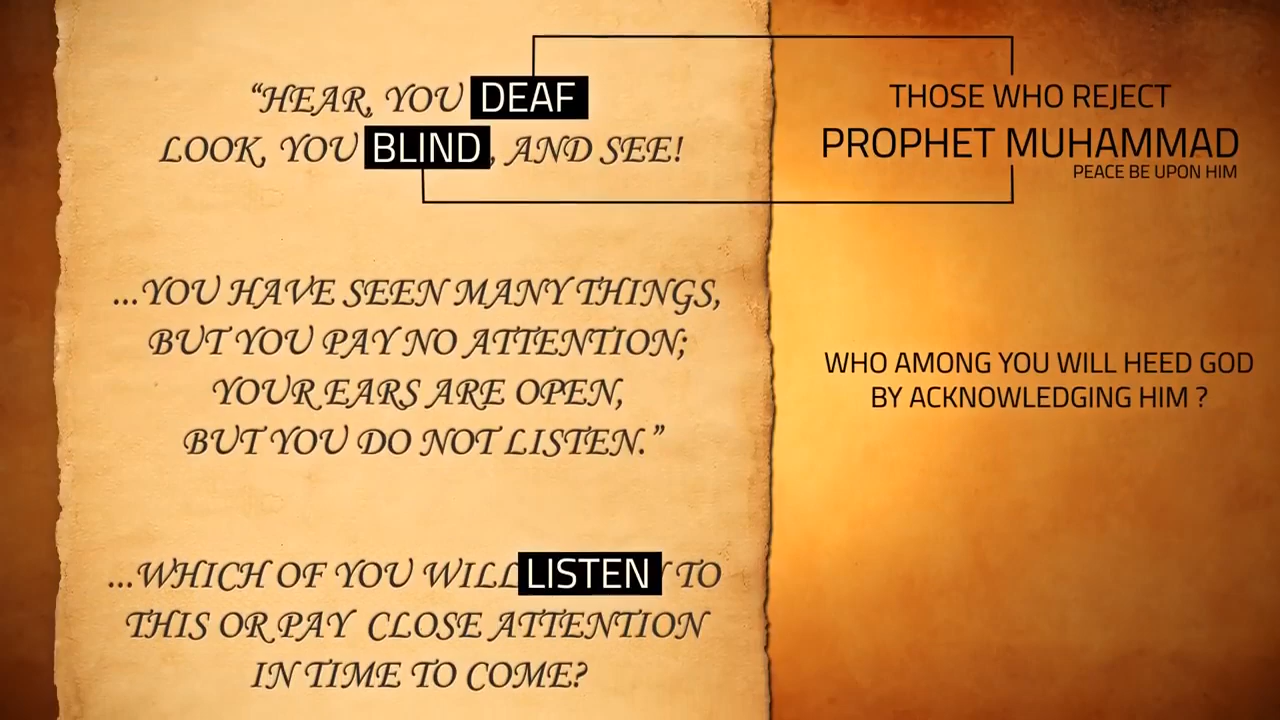 “HEAR, YOU DEAF
LOOK, YOU BLIND, AND SEE!
...YOU HAVE SEEN MANY THINGS,
BUT YOU PAY NO ATTENTION;
YOUR EARS ARE OPEN,
BUT YOU DO NOT LISTEN.”
...WHICH OF YOU WILL LISTEN TO
THIS OR PAY CLOSE ATTENTION
IN TIME TO COME?
THOSE WHO REJECT
PROPHET MUHAMMAD
PEACE BE UPON HIM
WHO AMONG YOU WILL HEED GOD
BY ACKNOWLEDGING HIM ?